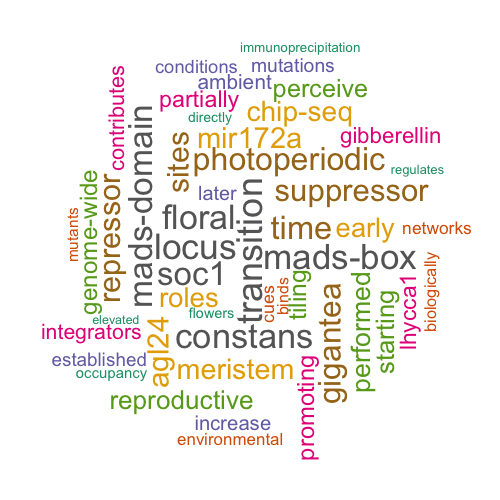 immunoprecipitation
conditions
mutations
ambient
perceive
contributes
partially
chip-seq
directly
mir172a
gibberellin
mads-domain
sites
photoperiodic
regulates
genome-wide
repressor
later
suppressor
transition
mutants
floral
time
early
networks
locus
mads-box
biologically
soc1
cues
binds
tiling
lhycca1
performed
starting
elevated
roles
flowers
integrators
constans
gigantea
agl24
established
meristem
occupancy
promoting
reproductive
increase
environmental